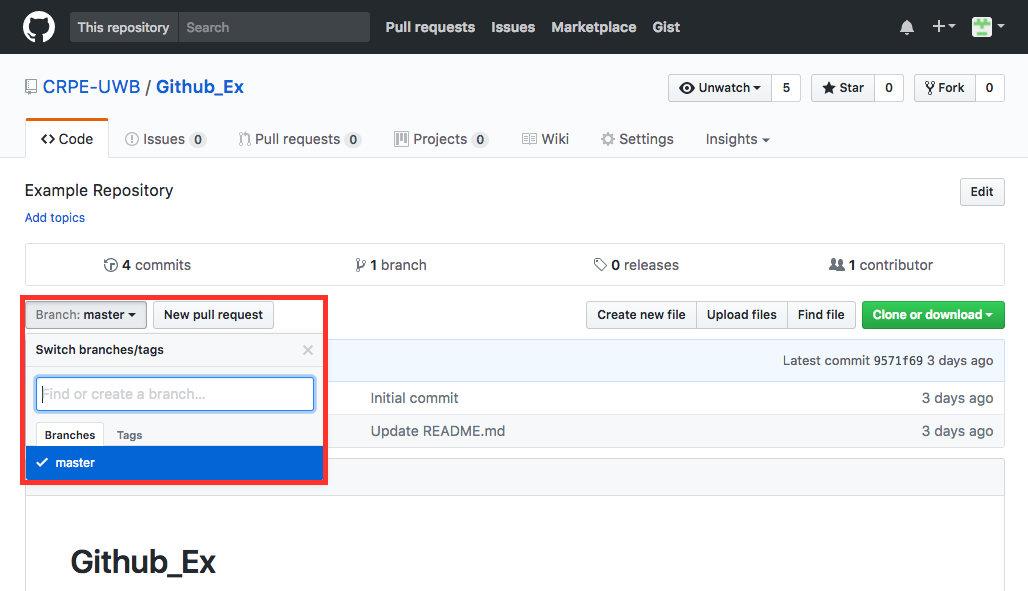 This repository Search Pull requests Issues Marketplace Gist
CRPE-UWB / Github_Ex Unwatch 5 Star 0 Fork 0
Code Issues 0 Pull requests 0 Projects 0 Wiki Settings Insights
Example Repository Edit
Add topics
4 commits 1 branch 0 releases 1 contributor
Branch: master New pull request Create new file Upload files Find file Clone or download
Switch branches/tags
Latest commit 9571f69 3 days ago
Find or create a branch...
Initial commit 3 days ago
Branches Tags Update README.md 3 days ago
master
Github_Ex